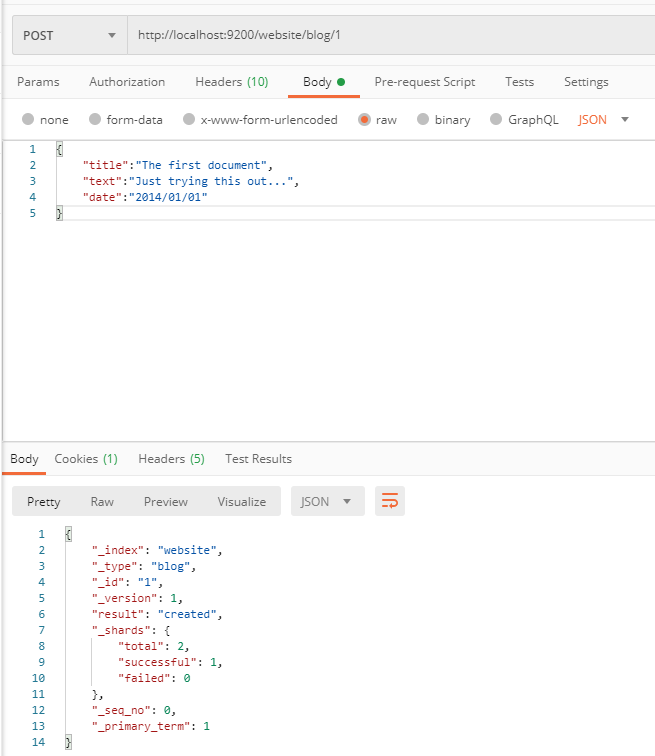 POST http://localhost:9200/website/blog/1
Params Authorization Headers (10) Body Pre-request Script Tests Settings
none form-data x-www-form-urlencoded raw binary GraphQL JSON
1 {
2 "title":"The first document",
3 "text":"Just trying this out...",
4 "date":"2014/01/01"
5 }
Body Cookies (1) Headers (5) Test Results
Pretty Raw Preview Visualize JSON
1 {
2 "_index": "website",
3 "_type": "blog",
4 "_id": "1",
5 "_version": 1,
6 "result": "created",
7 "_shards": {
8 "total": 2,
9 "successful": 1,
10 "failed": 0
11 },
12 "_seq_no": 0,
13 "_primary_term": 1
14 }